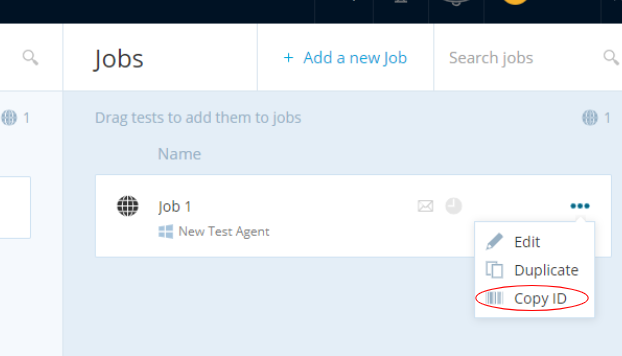 Jobs
+ Add a new Job
Search jobs
1
Drag tests to add them to jobs
1
Name
Job 1
New Test Agent
Edit
Duplicate
Copy ID